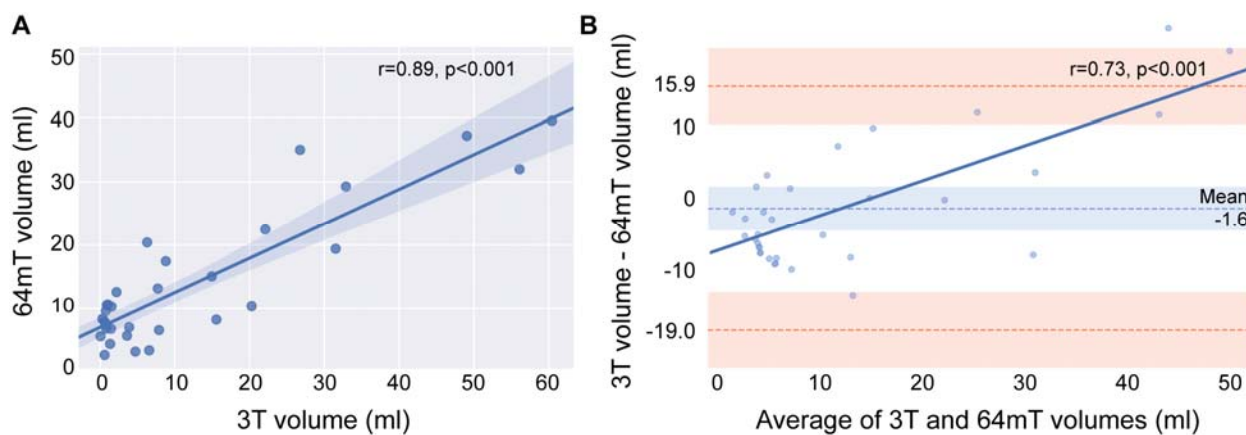 A
r=0.89, p<0.001
64mT volume (ml)
50
40
30
20
10
0
0 10 20 30 40 50 60
3T volume (ml)
B
r=0.73, p<0.001
3T volume - 64mT volume (ml)
15.9
10
0
-10
-19.0
Mean
-1.6
0 10 20 30 40 50
Average of 3T and 64mT volumes (ml)